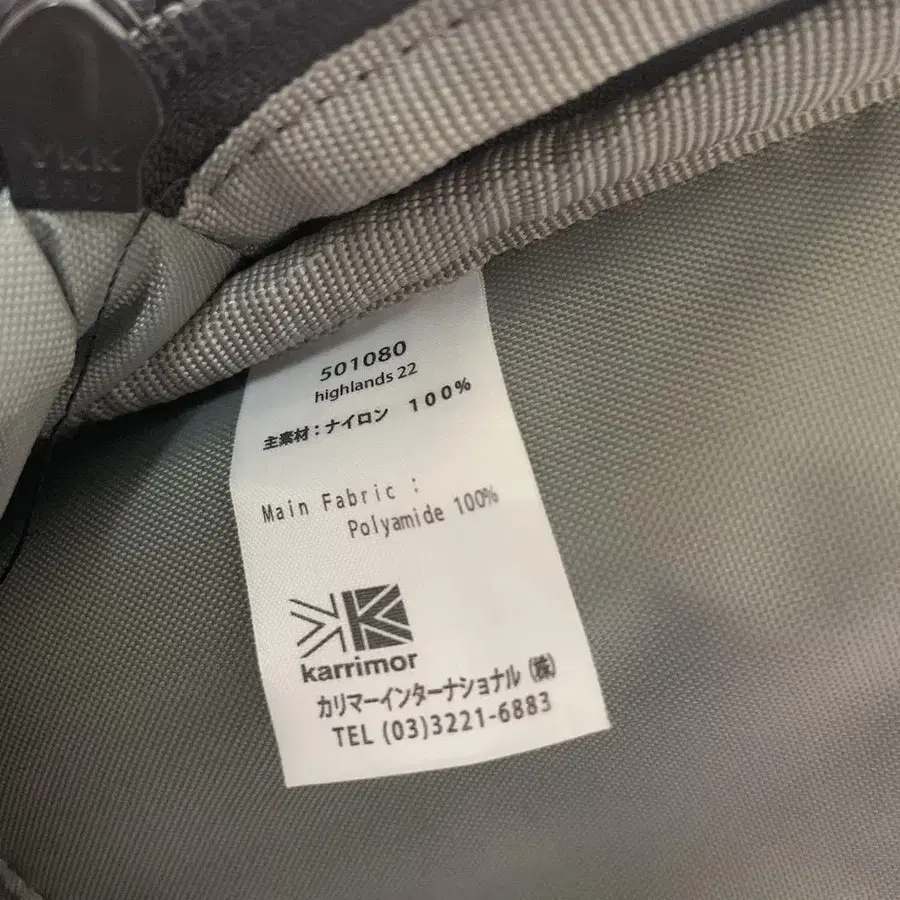 YKK
501080
highlands 22
主素材：ナイロン 100%
Main Fabric :
Polyamide 100%
karrimor
カリマーインターナショナル（株）
TEL (03)3221-6883